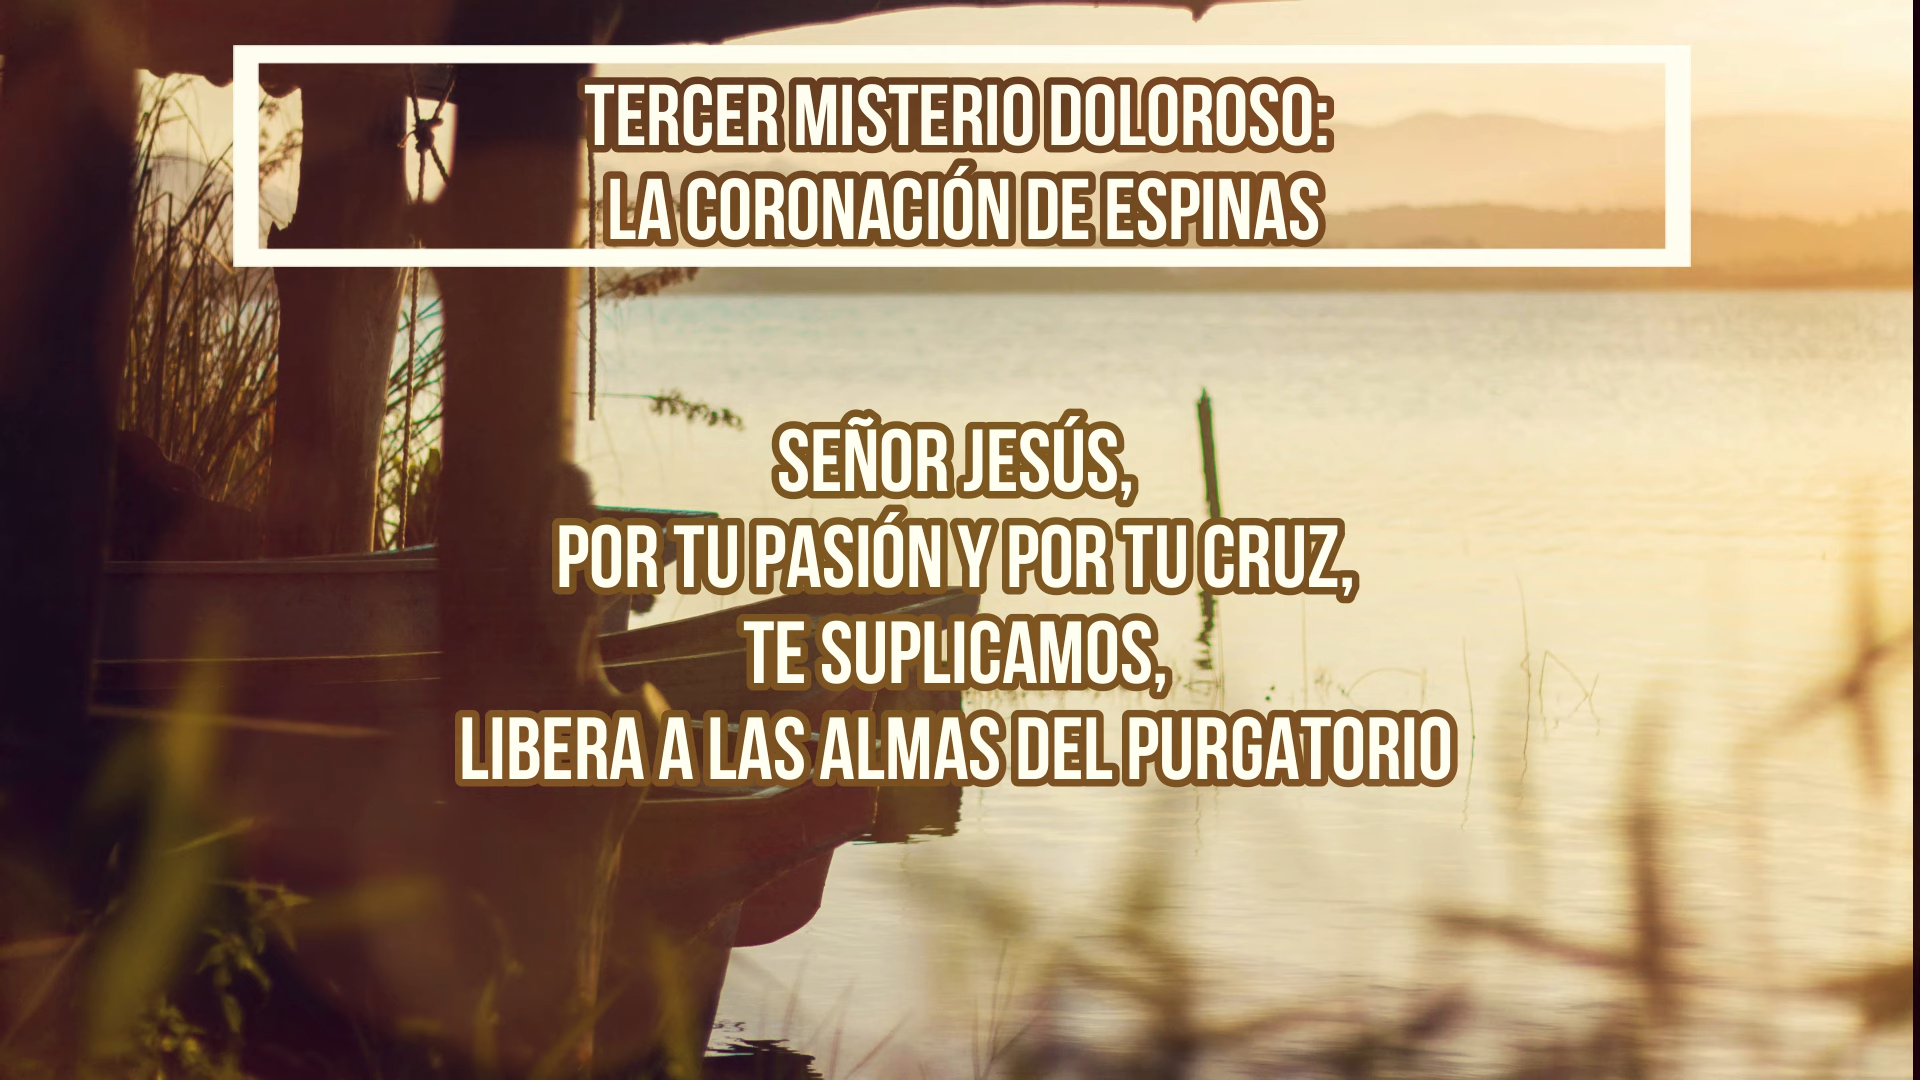 TERCER MISTERIO DOLOROSO:
LA CORONACIÓN DE ESPINAS
SEÑOR JESÚS,
POR TU PASIÓN Y POR TU CRUZ,
TE SUPLICAMOS,
LIBERA A LAS ALMAS DEL PURGATORIO